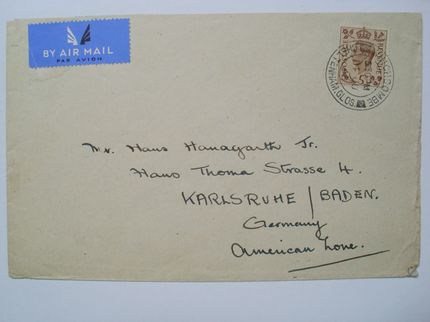 BY AIR MAIL
PAR AVION
Mr. Hans Hanagarth Jr.
Hans Thoma Strasse 4.
KARLSRUHE / BADEN.
Germany
American Zone.